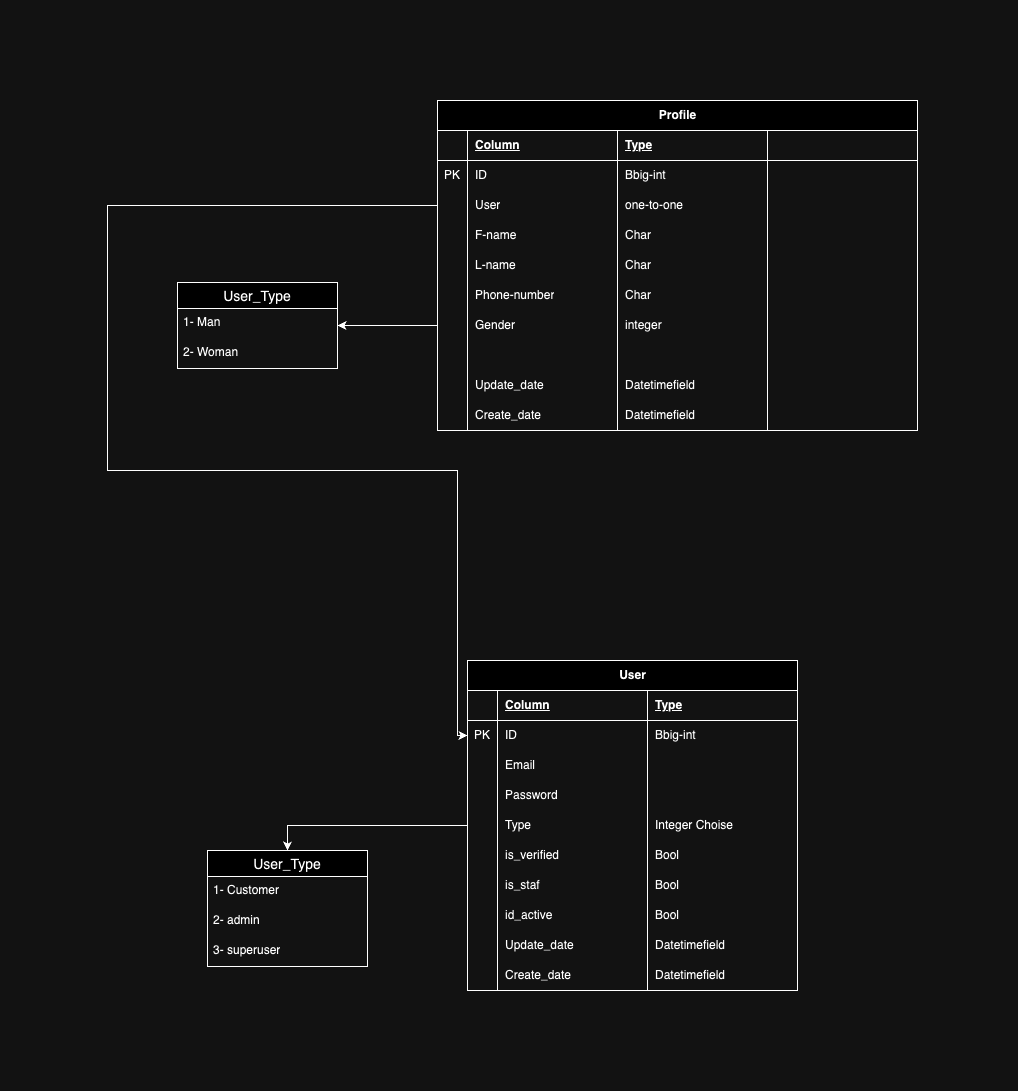 Profile
Column Type
PK ID Bbig-int
User one-to-one
F-name Char
L-name Char
Phone-number Char
Gender integer
Update_date Datetimefield
Create_date Datetimefield
User_Type
1- Man
2- Woman
User
Column Type
PK ID Bbig-int
Email
Password
Type Integer Choise
is_verified Bool
is_staf Bool
id_active Bool
Update_date Datetimefield
Create_date Datetimefield
User_Type
1- Customer
2- admin
3- superuser